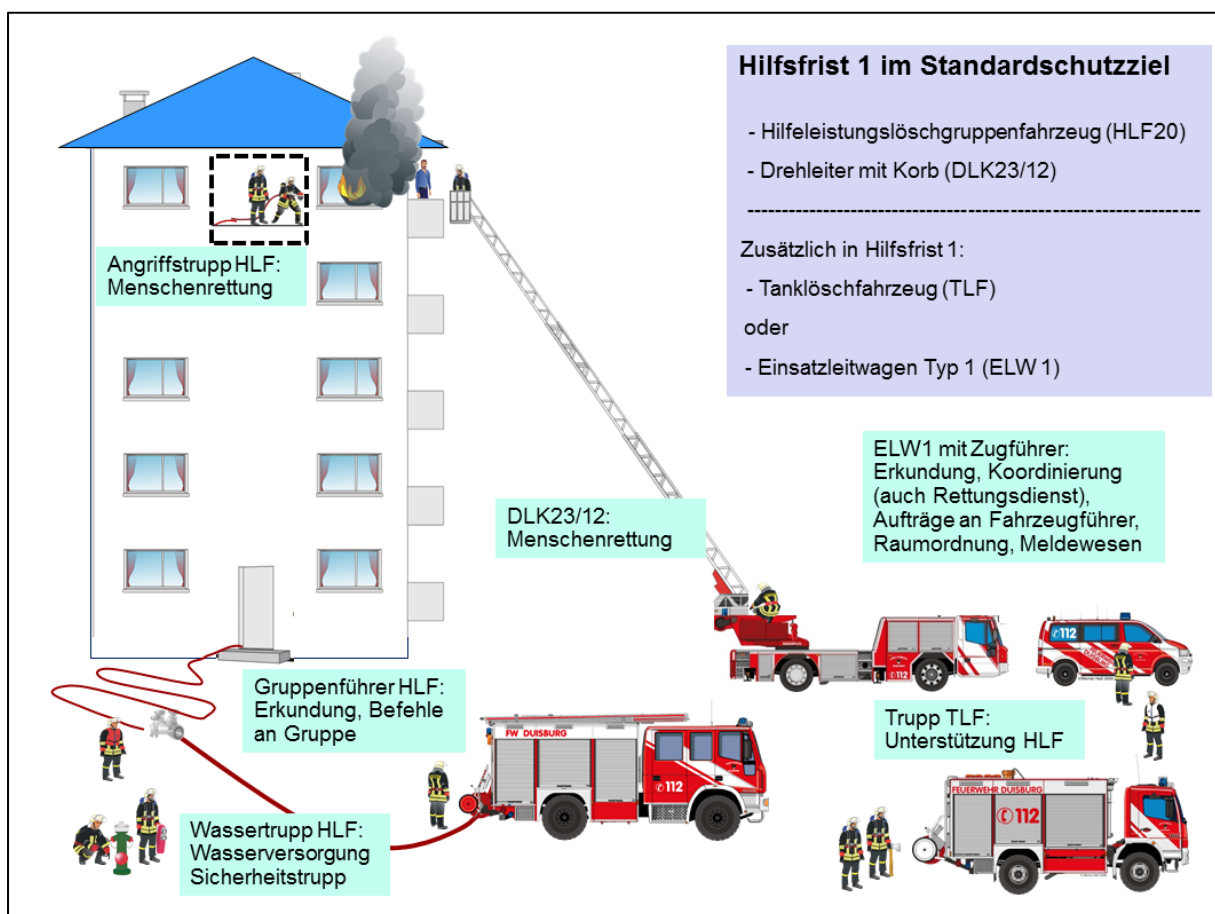 Hilfsfrist 1 im Standardschutzziel
- Hilfeleistungslöschgruppenfahrzeug (HLF20)
- Drehleiter mit Korb (DLK23/12)
--------------------------------------------------------------------
Zusätzlich in Hilfsfrist 1:
- Tanklöschfahrzeug (TLF)
oder
- Einsatzleitwagen Typ 1 (ELW 1)
Angriffstrupp HLF:
Menschenrettung
ELW1 mit Zugführer:
Erkundung, Koordinierung
(auch Rettungsdienst),
Aufträge an Fahrzeugführer,
Raumordnung, Meldewesen
DLK23/12:
Menschenrettung
112
112
Gruppenführer HLF:
Erkundung, Befehle
an Gruppe
Trupp TLF:
Unterstützung HLF
FW DUISBURG
112
FEUERWEHR DUISBURG
112
Wassertrupp HLF:
Wasserversorgung
Sicherheitstrupp